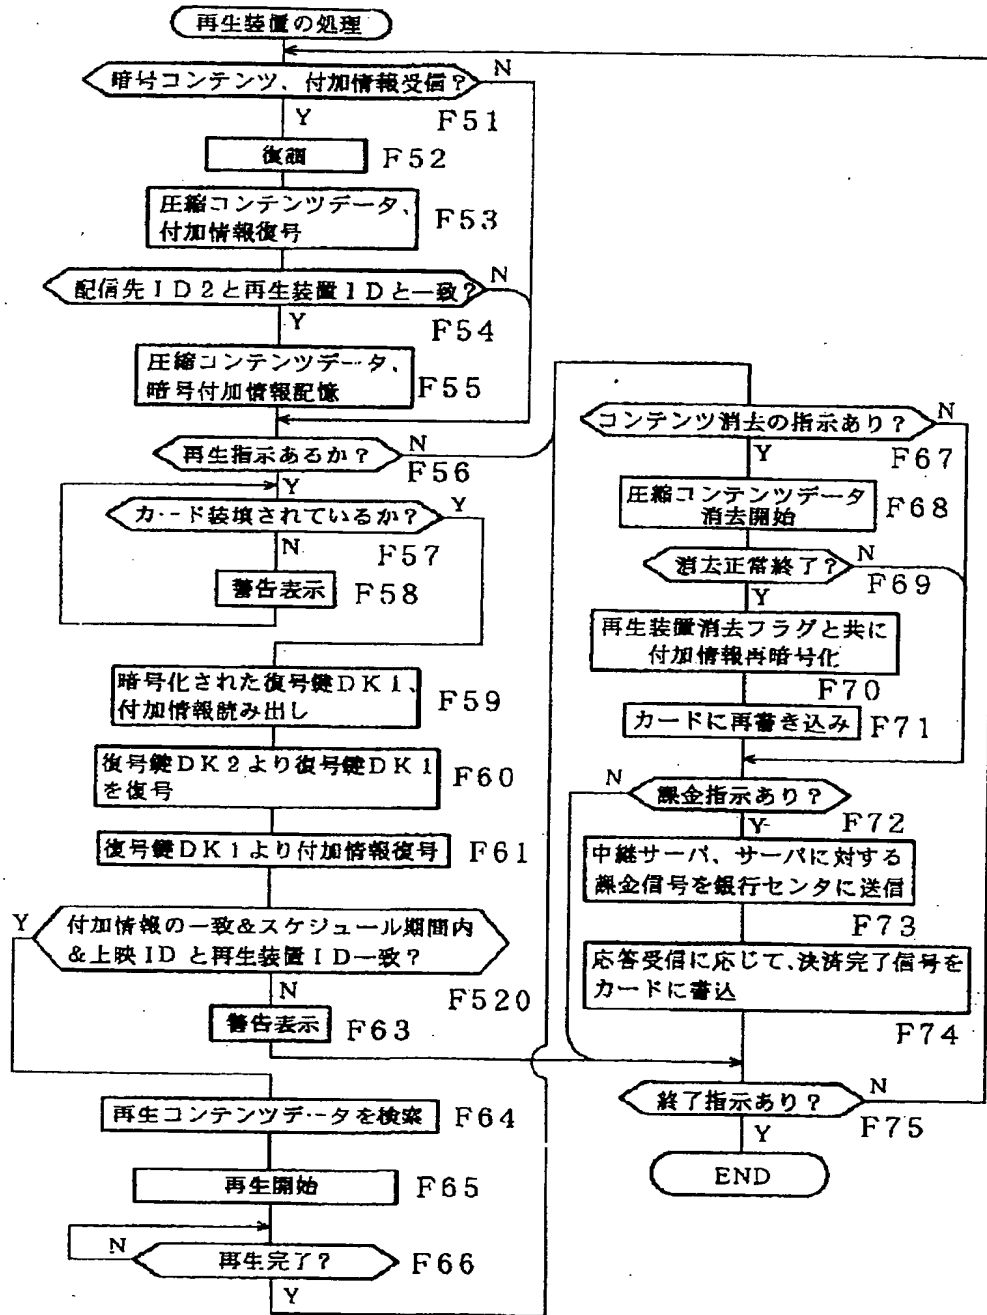 再生装置の処理
暗号コンテンツ、付加情報受信?
N
Y
F51
復調
F52
圧縮コンテンツデータ、
付加情報復号
F53
配信先ID2と再生装置IDと一致?
N
Y
F54
圧縮コンテンツデータ、
暗号付加情報記憶
F55
再生指示あるか?
N
F56
Y
カード装填されているか?
Y
N
F57
警告表示
F58
暗号化された復号鍵DK1、
付加情報読み出し
F59
復号鍵DK2より復号鍵DK1
を復号
F60
復号鍵DK1より付加情報復号
F61
Y
付加情報の一致&スケジュール期間内
&上映IDと再生装置ID一致?
N
F520
警告表示
F63
再生コンテンツデータを検索
F64
再生開始
F65
N
再生完了?
F66
Y
コンテンツ消去の指示あり?
N
Y
F67
圧縮コンテンツデータ
消去開始
F68
消去正常終了?
N
F69
Y
再生装置消去フラグと共に
付加情報再暗号化
F70
カードに再書き込み
F71
N
課金指示あり?
Y
F72
中継サーバ、サーバに対する
課金信号を銀行センタに送信
F73
応答受信に応じて、決済完了信号を
カードに書込
F74
終了指示あり?
N
Y
F75
END